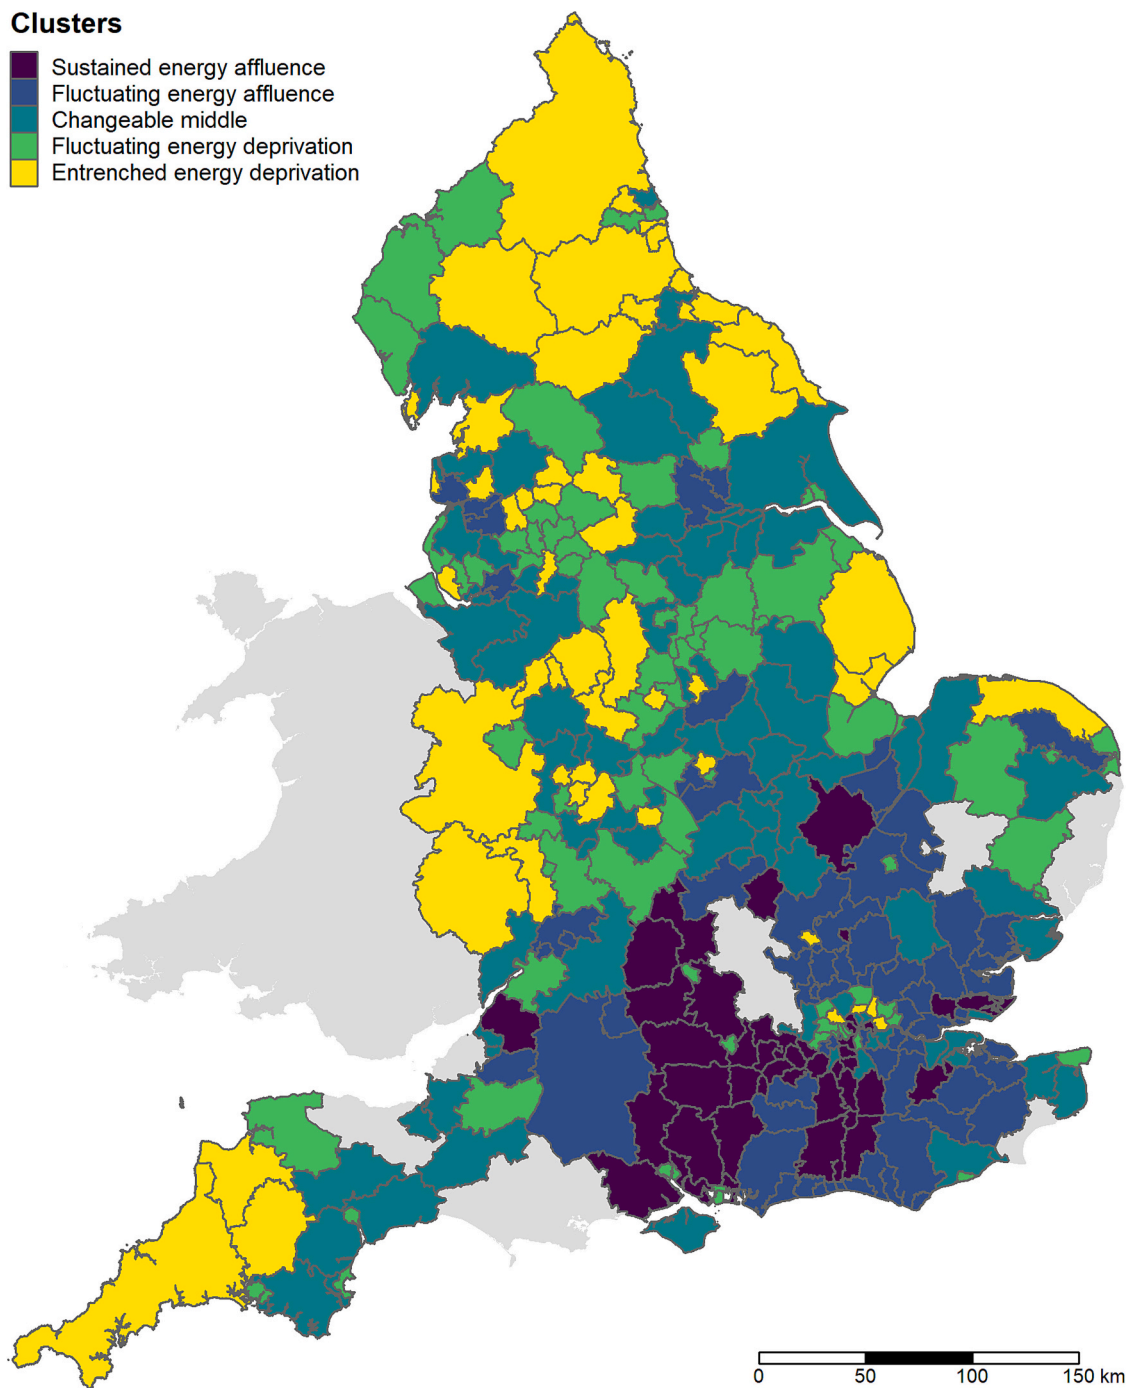 Clusters
Sustained energy affluence
Fluctuating energy affluence
Changeable middle
Fluctuating energy deprivation
Entrenched energy deprivation
0 50 100 150 km